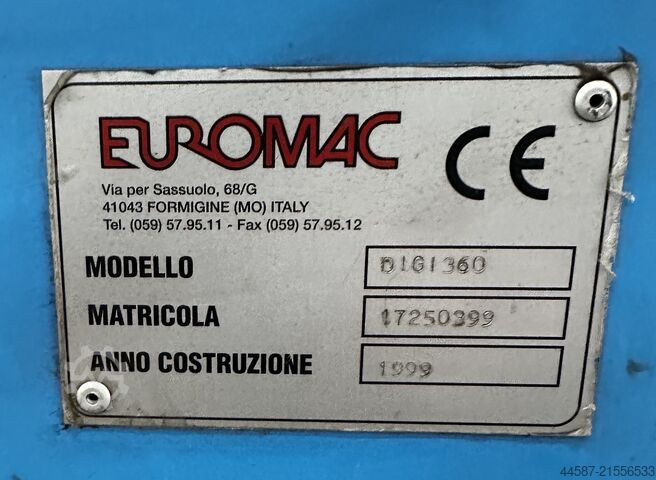 EUROMAC
CE
Via per Sassuolo, 68/G
41043 FORMIGINE (MO) ITALY
Tel. (059) 57.95.11 - Fax (059) 57.95.12
MODELLO DIGI360
MATRICOLA 17250399
ANNO COSTRUZIONE 1999
44587-21556533